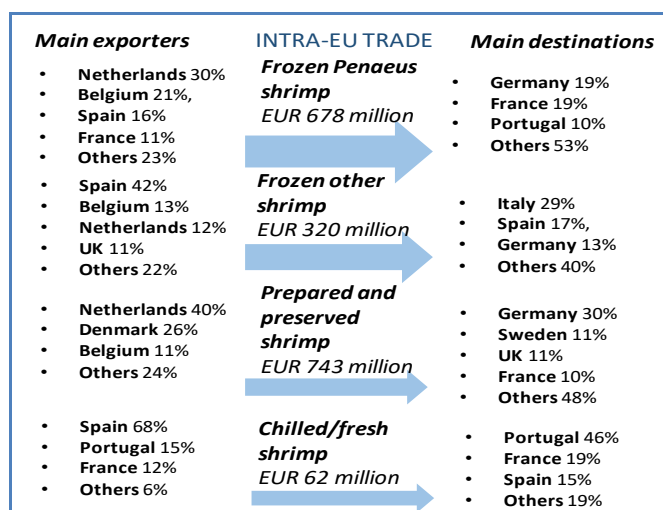 Main exporters
INTRA-EU TRADE
Main destinations
• Netherlands 30%
• Belgium 21%,
• Spain 16%
• France 11%
• Others 23%
Frozen Penaeus
shrimp
EUR 678 million
• Germany 19%
• France 19%
• Portugal 10%
• Others 53%
• Spain 42%
• Belgium 13%
• Netherlands 12%
• UK 11%
• Others 22%
Frozen other
shrimp
EUR 320 million
• Italy 29%
• Spain 17%,
• Germany 13%
• Others 40%
• Netherlands 40%
• Denmark 26%
• Belgium 11%
• Others 24%
Prepared and
preserved
shrimp
EUR 743 million
• Germany 30%
• Sweden 11%
• UK 11%
• France 10%
• Others 48%
• Spain 68%
• Portugal 15%
• France 12%
• Others 6%
Chilled/fresh
shrimp
EUR 62 million
• Portugal 46%
• France 19%
• Spain 15%
• Others 19%